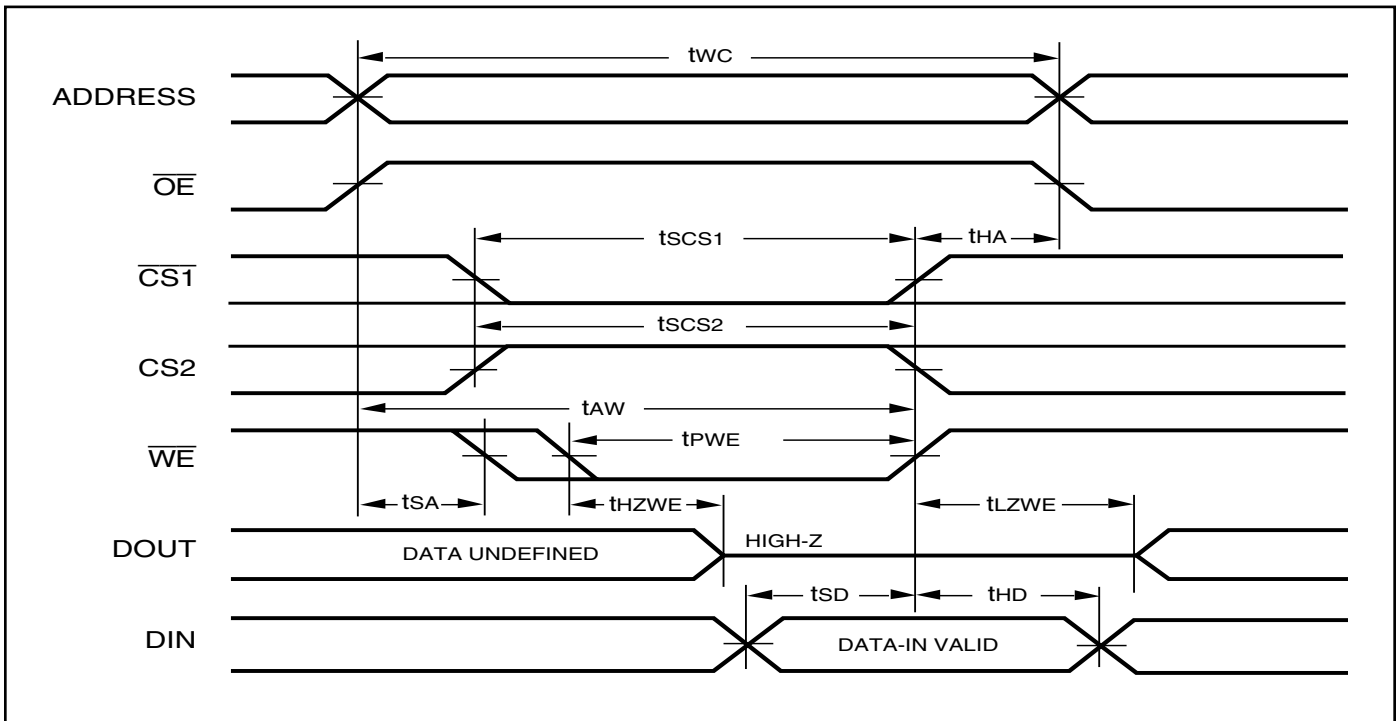 tWC
ADDRESS
OE
tSCS1
tHA
CS1
tSCS2
CS2
tAW
tPWE
WE
tSA
tHZWE
tLZWE
DOUT
DATA UNDEFINED
HIGH-Z
tSD
tHD
DIN
DATA-IN VALID